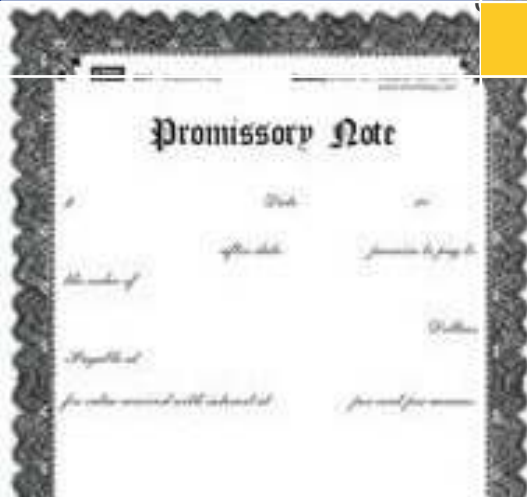 Promissory Note
$ Date
after date promise to pay to
the order of
Dollars
Payable at
for value received with interest at per cent per annum